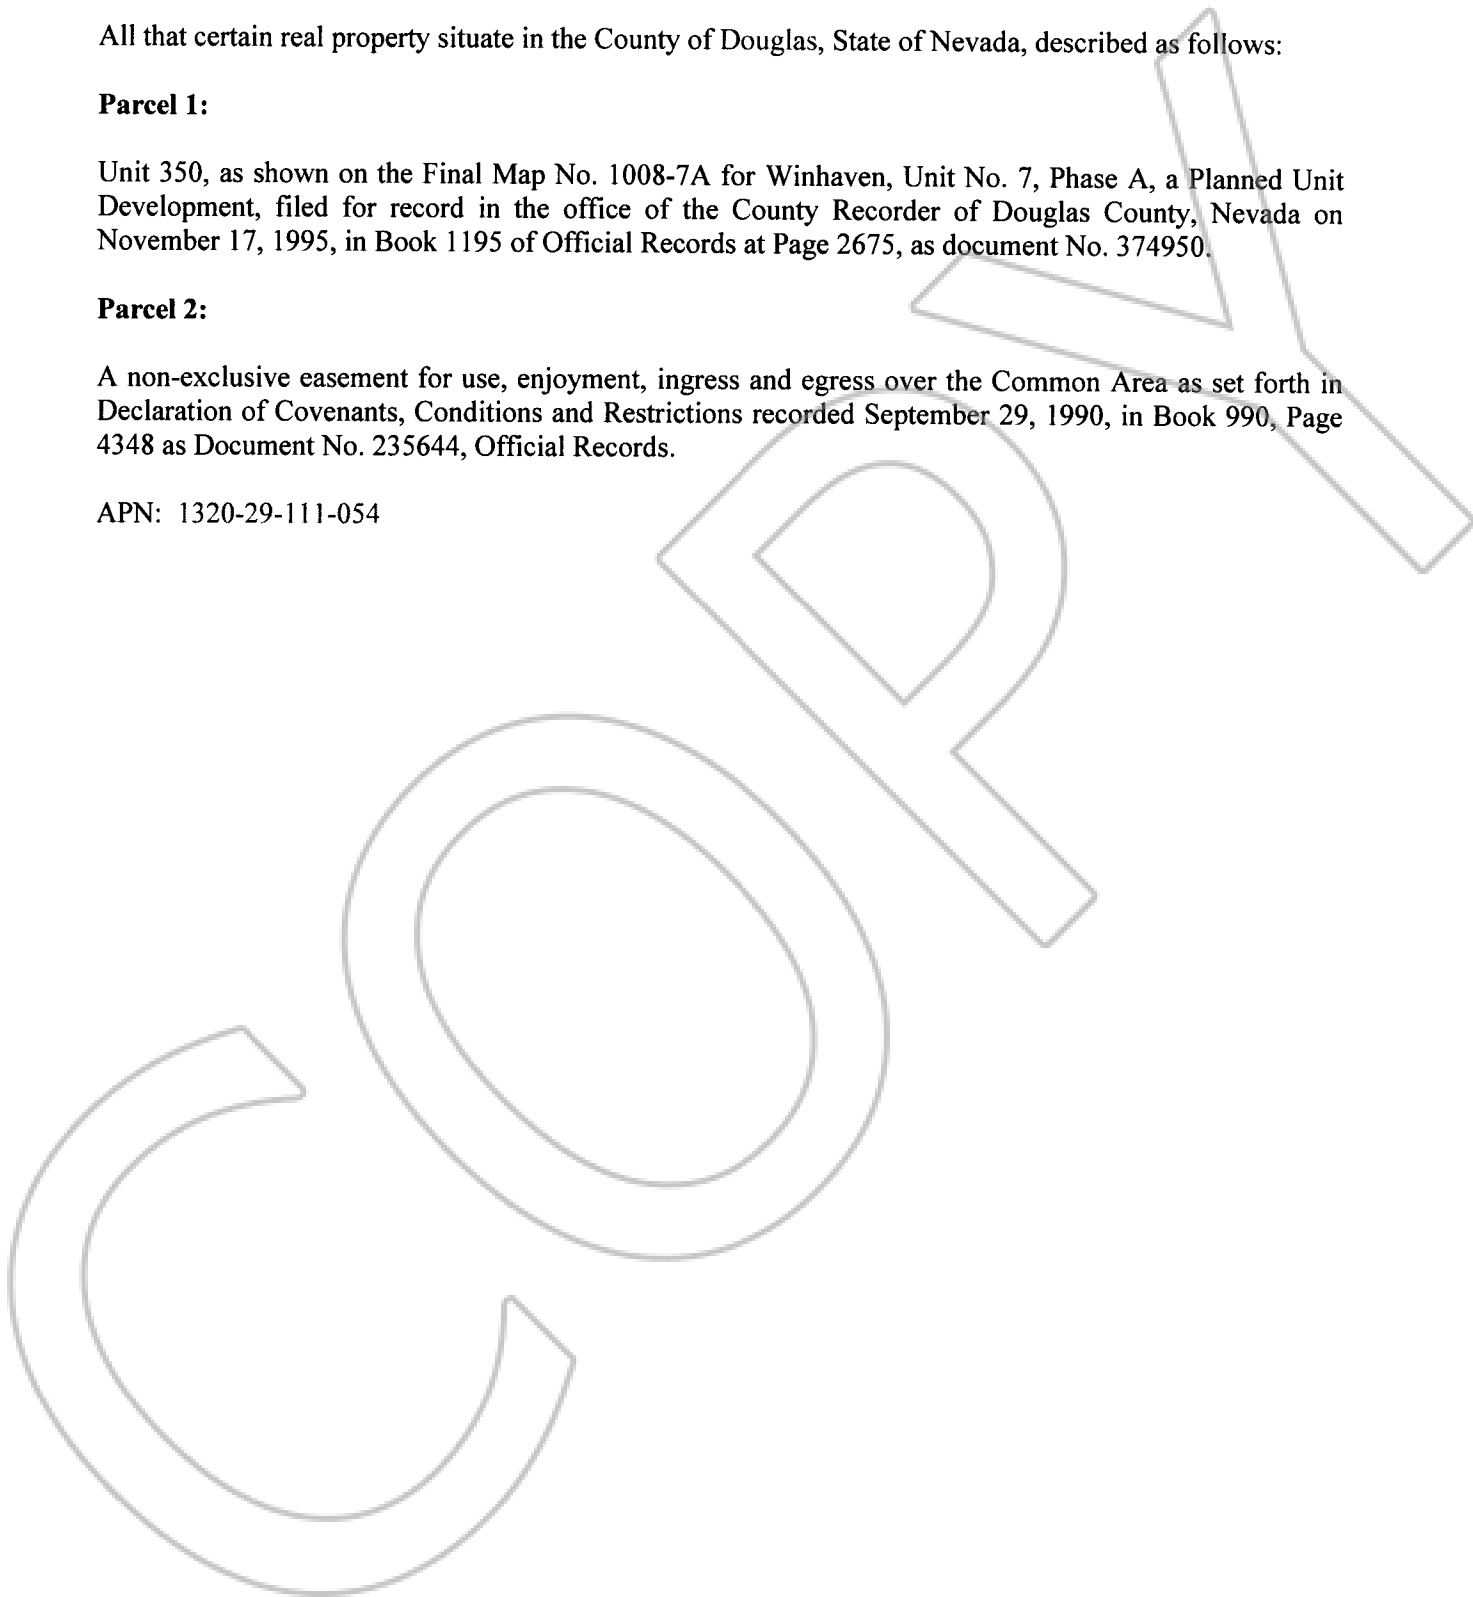 All that certain real property situate in the County of Douglas, State of Nevada, described as follows:
Parcel 1:
Unit 350, as shown on the Final Map No. 1008-7A for Winhaven, Unit No. 7, Phase A, a Planned Unit
Development, filed for record in the office of the County Recorder of Douglas County, Nevada on
November 17, 1995, in Book 1195 of Official Records at Page 2675, as document No. 374950.
Parcel 2:
A non-exclusive easement for use, enjoyment, ingress and egress over the Common Area as set forth in
Declaration of Covenants, Conditions and Restrictions recorded September 29, 1990, in Book 990, Page
4348 as Document No. 235644, Official Records.
APN: 1320-29-111-054
COPY